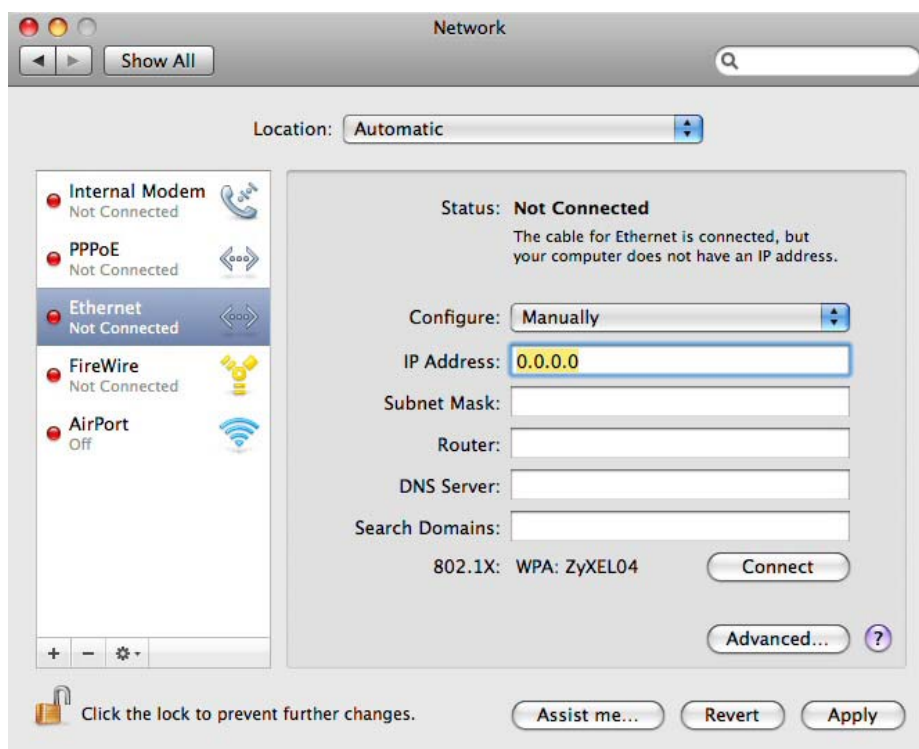 Network
Show All
Location: Automatic
Internal Modem
Not Connected
PPPoE
Not Connected
Ethernet
Not Connected
FireWire
Not Connected
AirPort
Off
Status: Not Connected
The cable for Ethernet is connected, but
your computer does not have an IP address.
Configure: Manually
IP Address: 0.0.0.0
Subnet Mask:
Router:
DNS Server:
Search Domains:
802.1X: WPA: ZyXEL04 Connect
Advanced... ?
Click the lock to prevent further changes. Assist me... Revert Apply